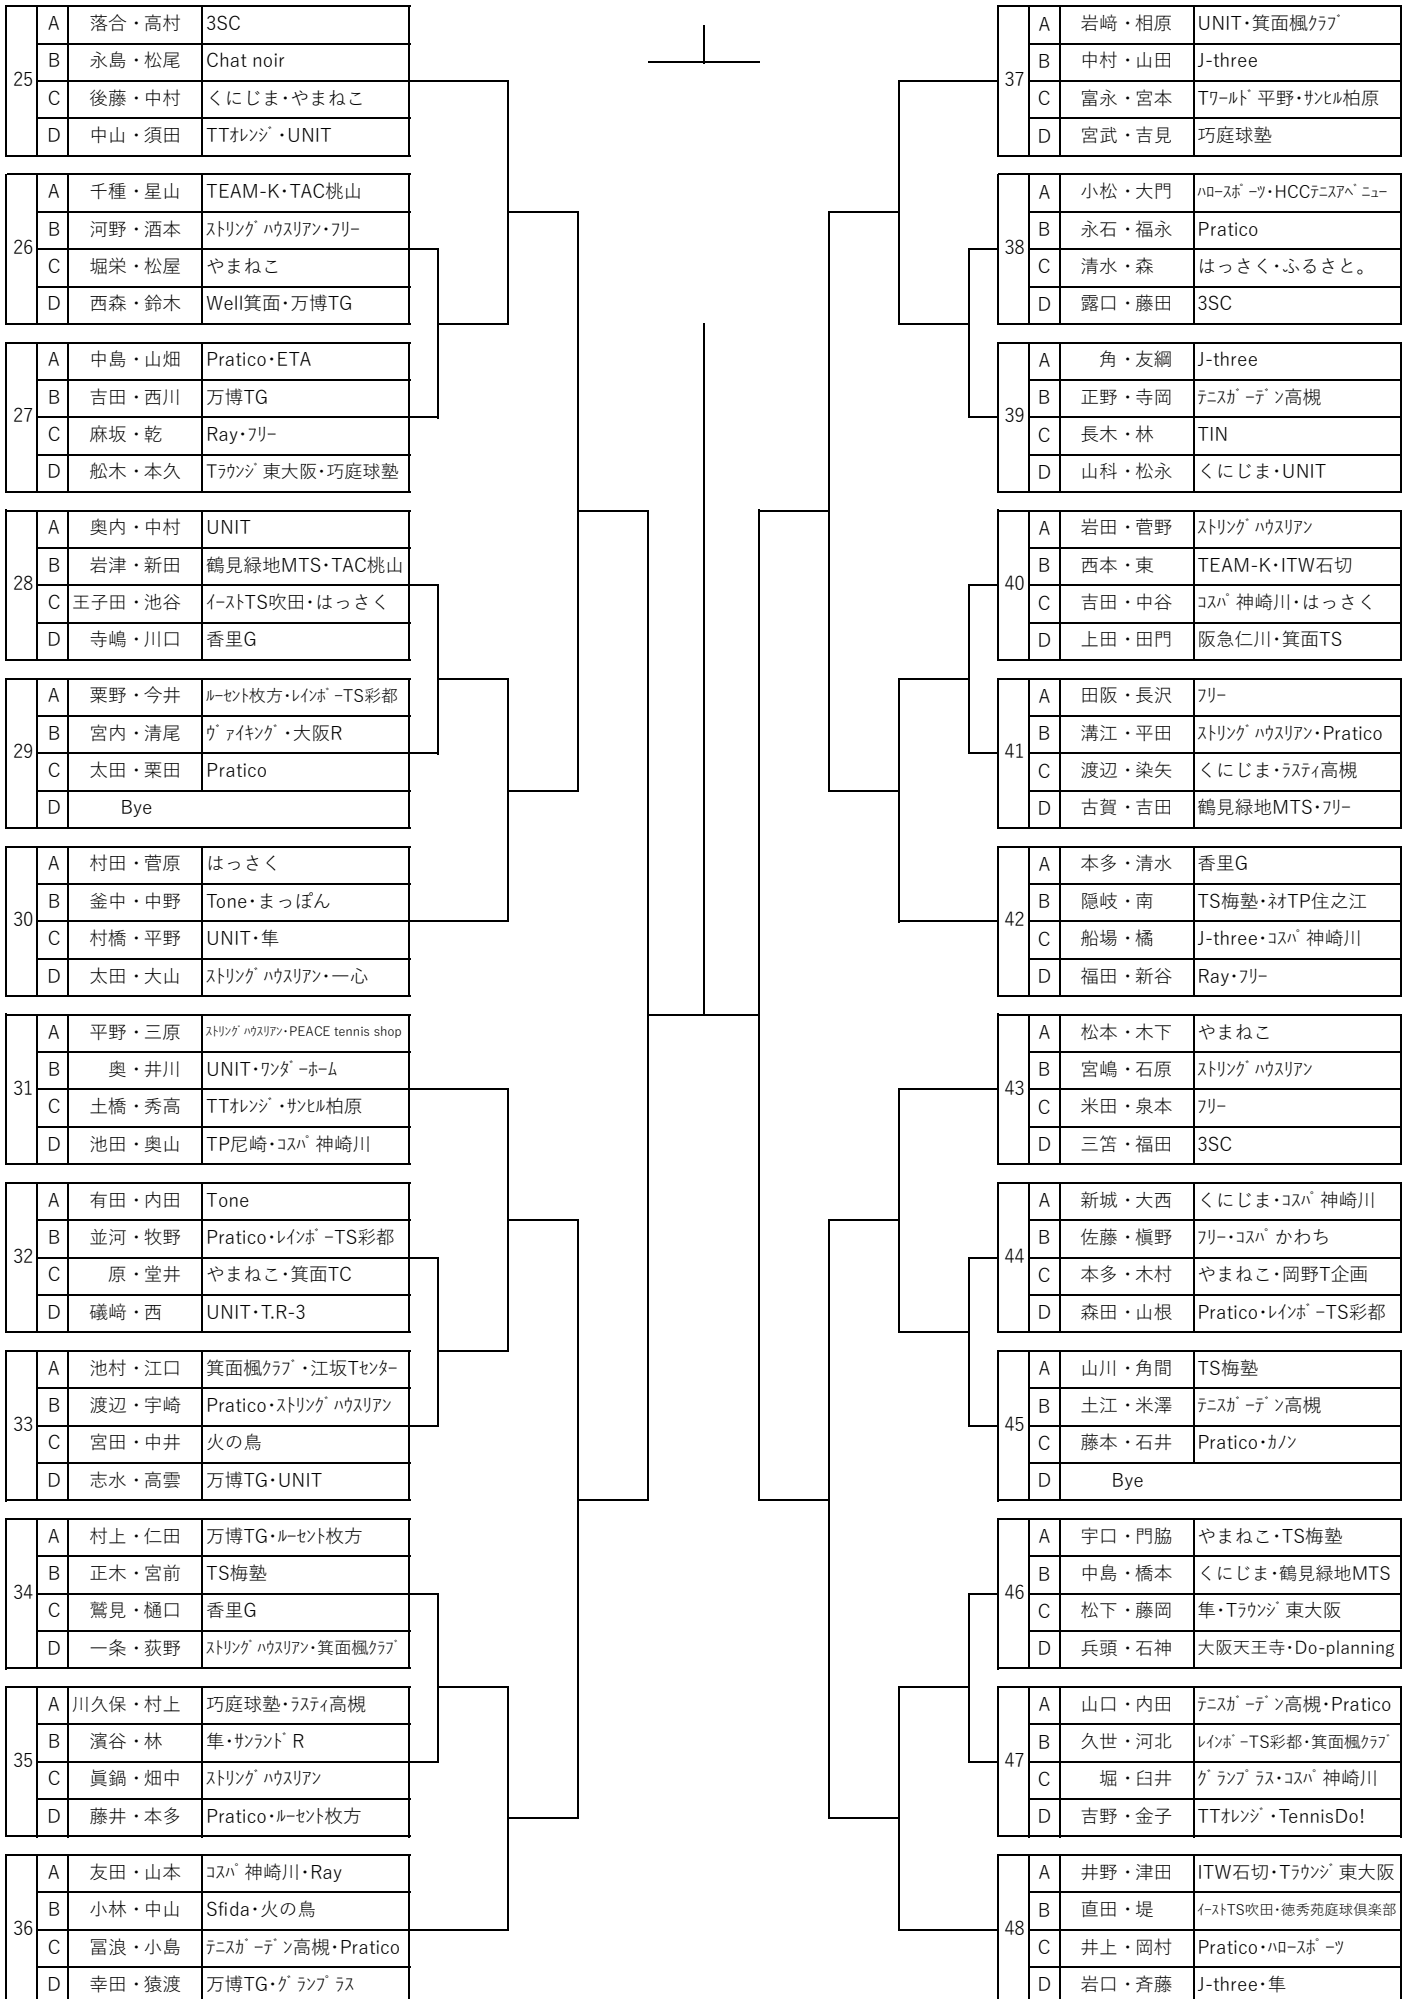 25
A 落合・高村 3SC
B 永島・松尾 Chat noir
C 後藤・中村 くにじま・やまねこ
D 中山・須田 TTｵﾚﾝｼﾞ・UNIT
26
A 千種・星山 TEAM-K・TAC桃山
B 河野・酒本 ｽﾄﾘﾝｸﾞﾊｳｽﾘｱﾝ・ﾌﾘｰ
C 堀栄・松屋 やまねこ
D 西森・鈴木 Well箕面・万博TG
27
A 中島・山畑 Pratico・ETA
B 吉田・西川 万博TG
C 麻坂・乾 Ray・ﾌﾘｰ
D 舩木・本久 Tﾗｳﾝｼﾞ東大阪・巧庭球塾
28
A 奥内・中村 UNIT
B 岩津・新田 鶴見緑地MTS・TAC桃山
C 王子田・池谷 ｲｰｽﾄTS吹田・はっさく
D 寺嶋・川口 香里G
29
A 粟野・今井 ﾙｰｾﾝﾄ枚方・ﾚｲﾝﾎﾞｰTS彩都
B 宮内・清尾 ｳﾞｧｲｷﾝｸﾞ・大阪R
C 太田・栗田 Pratico
D Bye
30
A 村田・菅原 はっさく
B 釜中・中野 Tone・まっぽん
C 村橋・平野 UNIT・隼
D 太田・大山 ｽﾄﾘﾝｸﾞﾊｳｽﾘｱﾝ・一心
31
A 平野・三原 ｽﾄﾘﾝｸﾞﾊｳｽﾘｱﾝ・PEACE tennis shop
B 奥・井川 UNIT・ﾜﾝﾀﾞｰﾎｰﾑ
C 土橋・秀高 TTｵﾚﾝｼﾞ・ｻﾝﾋﾙ柏原
D 池田・奥山 TP尼崎・ｺｽﾊﾟ神崎川
32
A 有田・内田 Tone
B 並河・牧野 Pratico・ﾚｲﾝﾎﾞｰTS彩都
C 原・堂井 やまねこ・箕面TC
D 礒﨑・西 UNIT・T.R-3
33
A 池村・江口 箕面楓ｸﾗﾌﾞ・江坂Tｾﾝﾀｰ
B 渡辺・宇崎 Pratico・ｽﾄﾘﾝｸﾞﾊｳｽﾘｱﾝ
C 宮田・中井 火の鳥
D 志水・高雲 万博TG・UNIT
34
A 村上・仁田 万博TG・ﾙｰｾﾝﾄ枚方
B 正木・宮前 TS梅塾
C 鷲見・樋口 香里G
D 一条・荻野 ｽﾄﾘﾝｸﾞﾊｳｽﾘｱﾝ・箕面楓ｸﾗﾌﾞ
35
A 川久保・村上 巧庭球塾・ﾗｽﾃｨ高槻
B 濱谷・林 隼・ｻﾝﾗﾝﾄﾞR
C 眞鍋・畑中 ｽﾄﾘﾝｸﾞﾊｳｽﾘｱﾝ
D 藤井・本多 Pratico・ﾙｰｾﾝﾄ枚方
36
A 友田・山本 ｺｽﾊﾟ神崎川・Ray
B 小林・中山 Sfida・火の鳥
C 冨浪・小島 ﾃﾆｽｶﾞｰﾃﾞﾝ高槻・Pratico
D 幸田・猿渡 万博TG・ｸﾞﾗﾝﾌﾟﾗｽ
37
A 岩﨑・相原 UNIT・箕面楓ｸﾗﾌﾞ
B 中村・山田 J-three
C 富永・宮本 Tﾜｰﾙﾄﾞ平野・ｻﾝﾋﾙ柏原
D 宮武・吉見 巧庭球塾
38
A 小松・大門 ﾊﾛｰｽﾎﾟｰﾂ・HCCﾃﾆｽｱﾍﾞﾆｭｰ
B 永石・福永 Pratico
C 清水・森 はっさく・ふるさと。
D 露口・藤田 3SC
39
A 角・友綱 J-three
B 正野・寺岡 ﾃﾆｽｶﾞｰﾃﾞﾝ高槻
C 長木・林 TIN
D 山科・松永 くにじま・UNIT
40
A 岩田・菅野 ｽﾄﾘﾝｸﾞﾊｳｽﾘｱﾝ
B 西本・東 TEAM-K・ITW石切
C 吉田・中谷 ｺｽﾊﾟ神崎川・はっさく
D 上田・田門 阪急仁川・箕面TS
41
A 田阪・長沢 ﾌﾘｰ
B 溝江・平田 ｽﾄﾘﾝｸﾞﾊｳｽﾘｱﾝ・Pratico
C 渡辺・染矢 くにじま・ﾗｽﾃｨ高槻
D 古賀・吉田 鶴見緑地MTS・ﾌﾘｰ
42
A 本多・清水 香里G
B 隠岐・南 TS梅塾・ﾈｵTP住之江
C 船場・橘 J-three・ｺｽﾊﾟ神崎川
D 福田・新谷 Ray・ﾌﾘｰ
43
A 松本・木下 やまねこ
B 宮嶋・石原 ｽﾄﾘﾝｸﾞﾊｳｽﾘｱﾝ
C 米田・泉本 ﾌﾘｰ
D 三笘・福田 3SC
44
A 新城・大西 くにじま・ｺｽﾊﾟ神崎川
B 佐藤・槇野 ﾌﾘｰ・ｺｽﾊﾟかわち
C 本多・木村 やまねこ・岡野T企画
D 森田・山根 Pratico・ﾚｲﾝﾎﾞｰTS彩都
45
A 山川・角間 TS梅塾
B 土江・米澤 ﾃﾆｽｶﾞｰﾃﾞﾝ高槻
C 藤本・石井 Pratico・ｶﾉﾝ
D Bye
46
A 宇口・門脇 やまねこ・TS梅塾
B 中島・橋本 くにじま・鶴見緑地MTS
C 松下・藤岡 隼・Tﾗｳﾝｼﾞ東大阪
D 兵頭・石神 大阪天王寺・Do-planning
47
A 山口・内田 ﾃﾆｽｶﾞｰﾃﾞﾝ高槻・Pratico
B 久世・河北 ﾚｲﾝﾎﾞｰTS彩都・箕面楓ｸﾗﾌﾞ
C 堀・臼井 ｸﾞﾗﾝﾌﾟﾗｽ・ｺｽﾊﾟ神崎川
D 吉野・金子 TTｵﾚﾝｼﾞ・TennisDo!
48
A 井野・津田 ITW石切・Tﾗｳﾝｼﾞ東大阪
B 直田・堤 ｲｰｽﾄTS吹田・徳秀苑庭球倶楽部
C 井上・岡村 Pratico・ﾊﾛｰｽﾎﾟｰﾂ
D 岩口・斉藤 J-three・隼